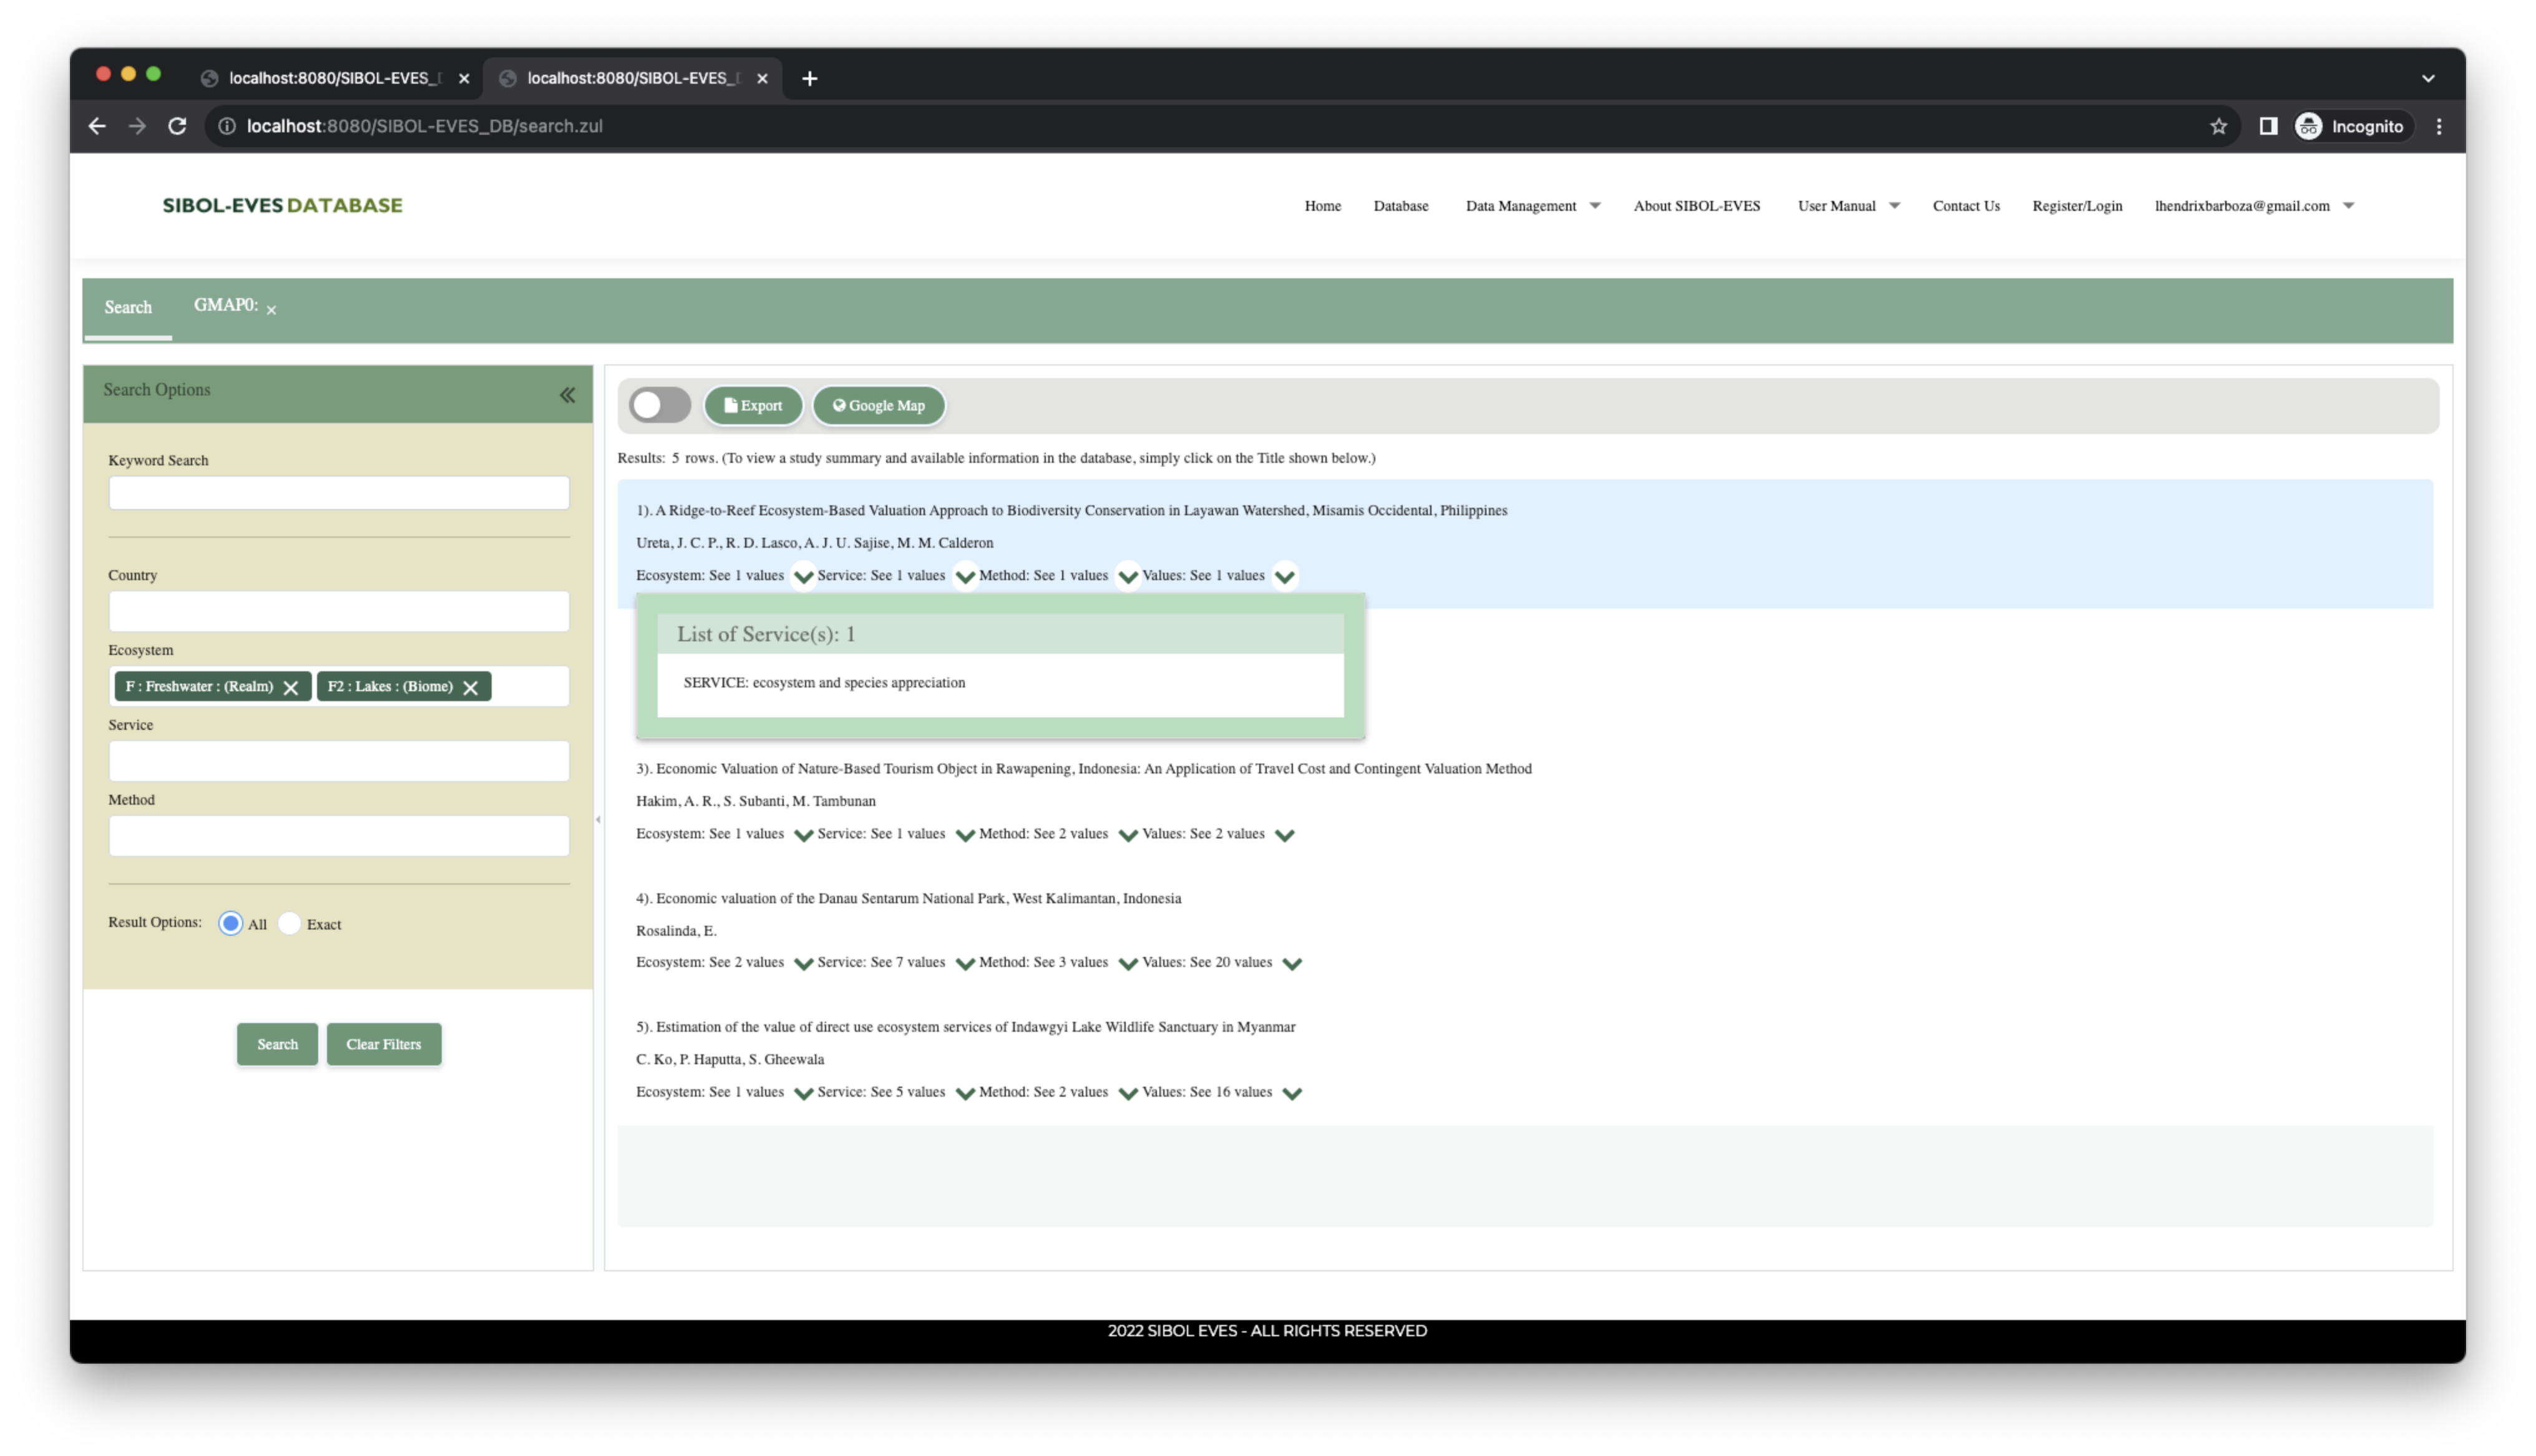 localhost:8080/SIBOL-EVES_
localhost:8080/SIBOL-EVES_
localhost:8080/SIBOL-EVES_DB/search.zul
Incognito
SIBOL-EVES DATABASE
Home Database Data Management About SIBOL-EVES User Manual Contact Us Register/Login lhendrixbarboza@gmail.com
Search GMAP0:
Search Options
Keyword Search
Country
Ecosystem
F : Freshwater : (Realm) F2 : Lakes : (Biome)
Service
Method
Result Options: All Exact
Search Clear Filters
Export Google Map
Results: 5 rows. (To view a study summary and available information in the database, simply click on the Title shown below.)
1). A Ridge-to-Reef Ecosystem-Based Valuation Approach to Biodiversity Conservation in Layawan Watershed, Misamis Occidental, Philippines
Ureta, J. C. P., R. D. Lasco, A. J. U. Sajise, M. M. Calderon
Ecosystem: See 1 values Service: See 1 values Method: See 1 values Values: See 1 values
List of Service(s): 1
SERVICE: ecosystem and species appreciation
3). Economic Valuation of Nature-Based Tourism Object in Rawapening, Indonesia: An Application of Travel Cost and Contingent Valuation Method
Hakim, A. R., S. Subanti, M. Tambunan
Ecosystem: See 1 values Service: See 1 values Method: See 2 values Values: See 2 values
4). Economic valuation of the Danau Sentarum National Park, West Kalimantan, Indonesia
Rosalinda, E.
Ecosystem: See 2 values Service: See 7 values Method: See 3 values Values: See 20 values
5). Estimation of the value of direct use ecosystem services of Indawgyi Lake Wildlife Sanctuary in Myanmar
C. Ko, P. Haputta, S. Gheewala
Ecosystem: See 1 values Service: See 5 values Method: See 2 values Values: See 16 values
2022 SIBOL EVES - ALL RIGHTS RESERVED